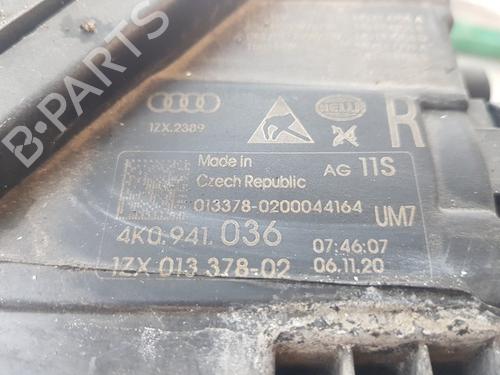 1ZX.2389
HELLA
R
Made in
Czech Republic
AG 11S
013378-0200044164
UM7
4K0.941.036
07:46:07
1ZX 013 378-02
06.11.20
B-PARTS